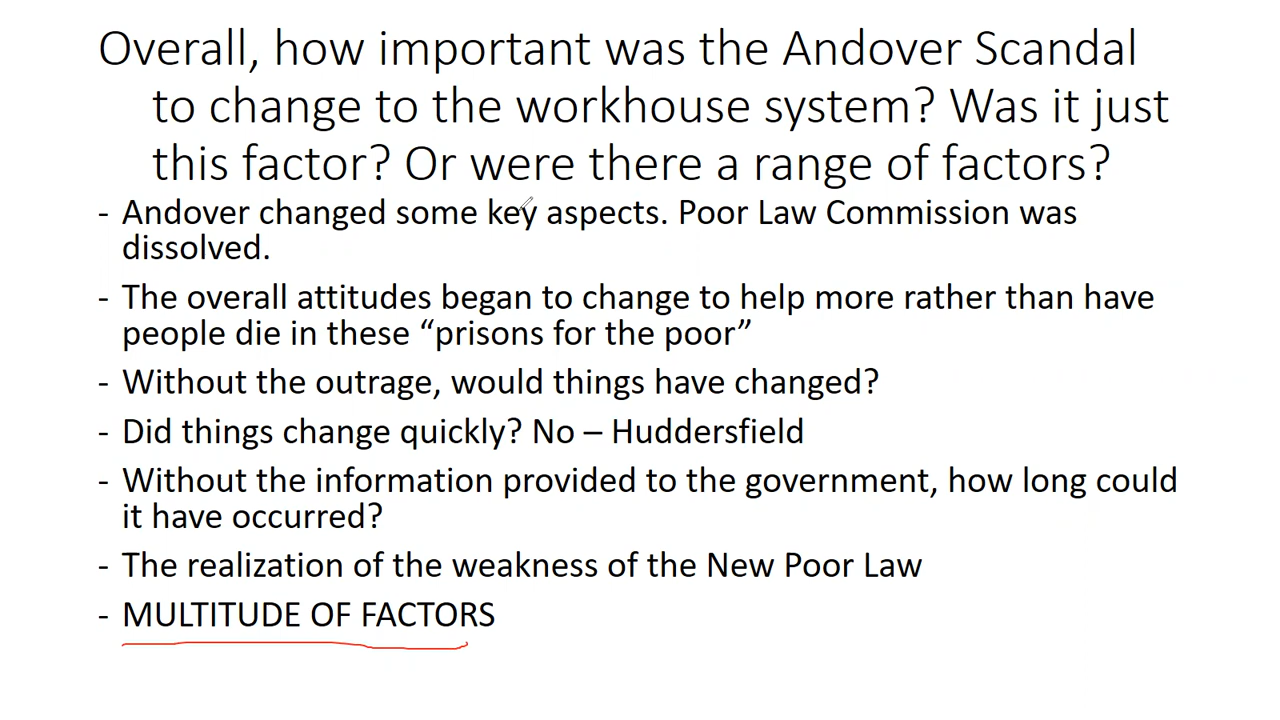 Overall, how important was the Andover Scandal
to change to the workhouse system? Was it just
this factor? Or were there a range of factors?
- Andover changed some key aspects. Poor Law Commission was
dissolved.
- The overall attitudes began to change to help more rather than have
people die in these “prisons for the poor”
- Without the outrage, would things have changed?
- Did things change quickly? No – Huddersfield
- Without the information provided to the government, how long could
it have occurred?
- The realization of the weakness of the New Poor Law
- MULTITUDE OF FACTORS